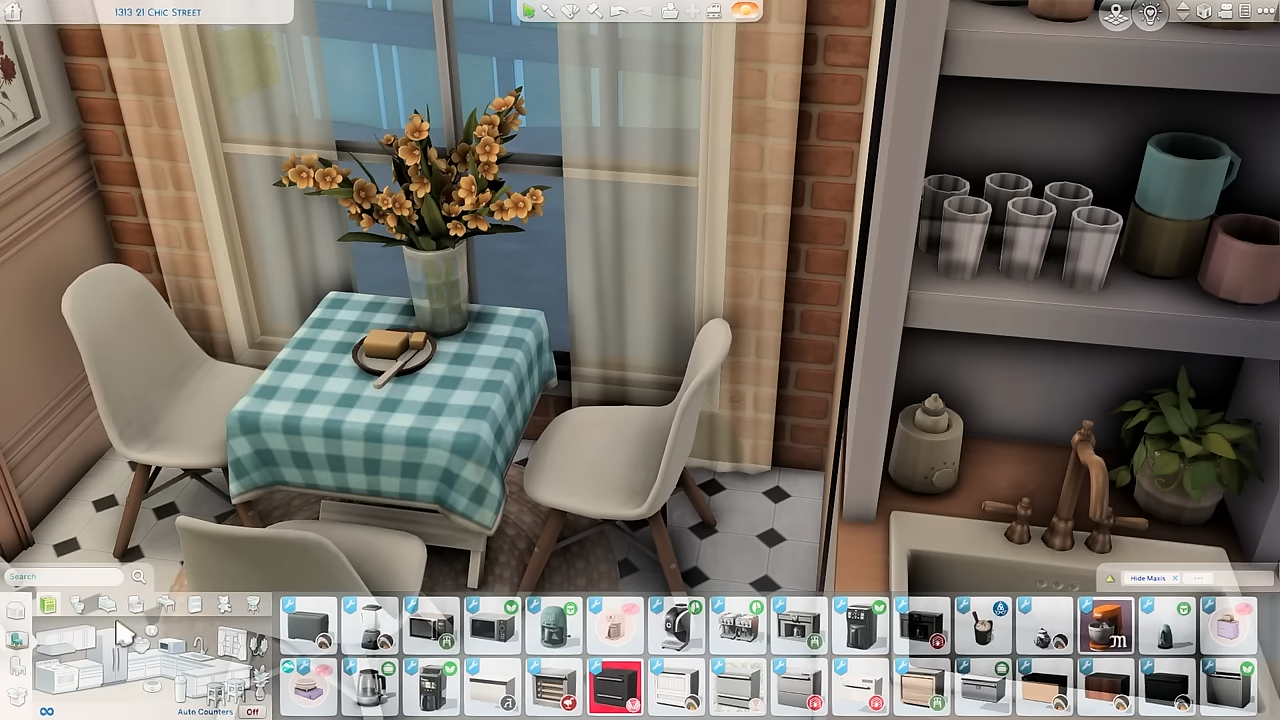 1313 21 Chic Street
Search
Hide Maxis
Auto Counters
Off
m